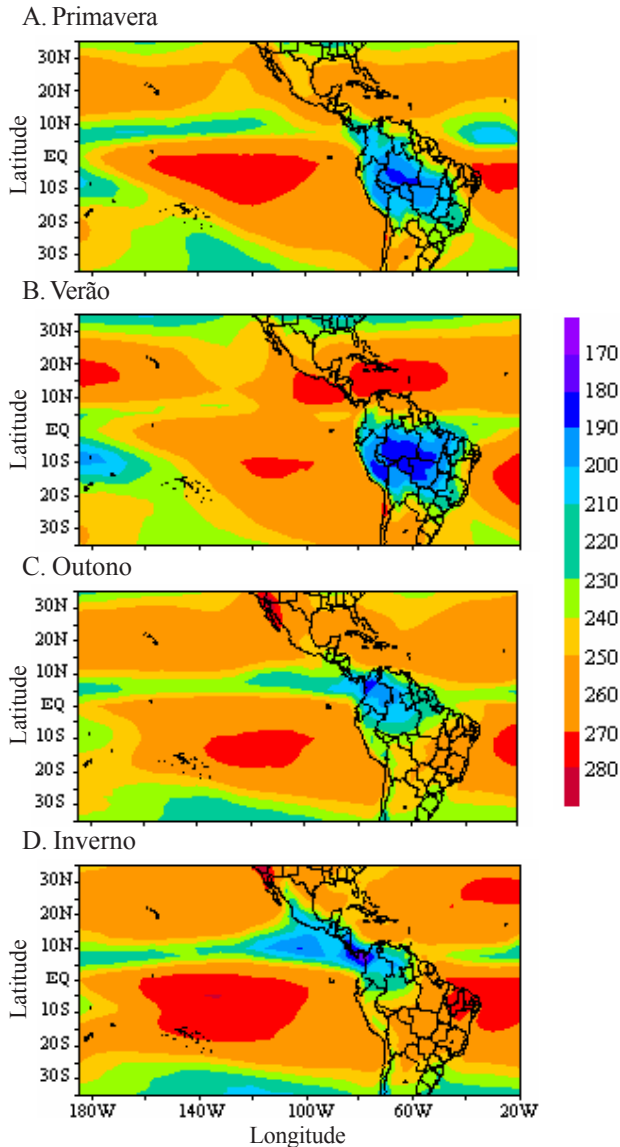 A. Primavera
30N
20N
10N
EQ
10S
20S
30S
Latitude
B. Verão
30N
20N
10N
EQ
10S
20S
30S
Latitude
170
180
190
200
210
220
230
240
250
260
270
280
C. Outono
30N
20N
10N
EQ
10S
20S
30S
Latitude
D. Inverno
30N
20N
10N
EQ
10S
20S
30S
Latitude
180W 140W 100W 60W 20W
Longitude